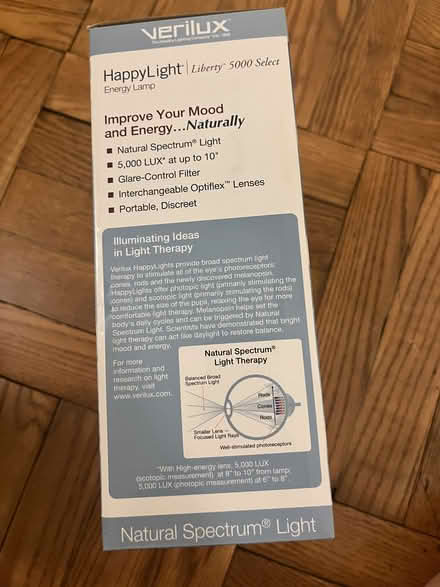 verilux®
The Healthy Lighting Company Since 1956
HappyLight™ Liberty™ 5000 Select
Energy Lamp
Improve Your Mood
and Energy…Naturally
■ Natural Spectrum® Light
■ 5,000 LUX* at up to 10"
■ Glare-Control Filter
■ Interchangeable Optiflex™ Lenses
■ Portable, Discreet
Illuminating Ideas
in Light Therapy
Verilux HappyLights provide broad spectrum light
therapy to stimulate all of the eye's photoreceptors:
cones, rods and the newly discovered melanopsin.
HappyLights offer photopic light (primarily stimulating the
cones) and scotopic light (primarily stimulating the rods)
to reduce the size of the pupil, relaxing the eye for more
comfortable light therapy. Melanopsin helps set the
body's daily cycles and can be triggered by Natural
Spectrum Light. Scientists have demonstrated that bright
light therapy can act like daylight to restore balance,
mood and energy.
For more
information and
research on light
therapy, visit
www.verilux.com.
Natural Spectrum®
Light Therapy
Balanced Broad
Spectrum Light
Rods
Cones
Rods
Smaller Lens —
Focused Light Rays
Well-stimulated photoreceptors
*With High-energy lens, 5,000 LUX
(scotopic measurement) at 8" to 10" from lamp;
5,000 LUX (photopic measurement) at 6" to 8".
Natural Spectrum® Light